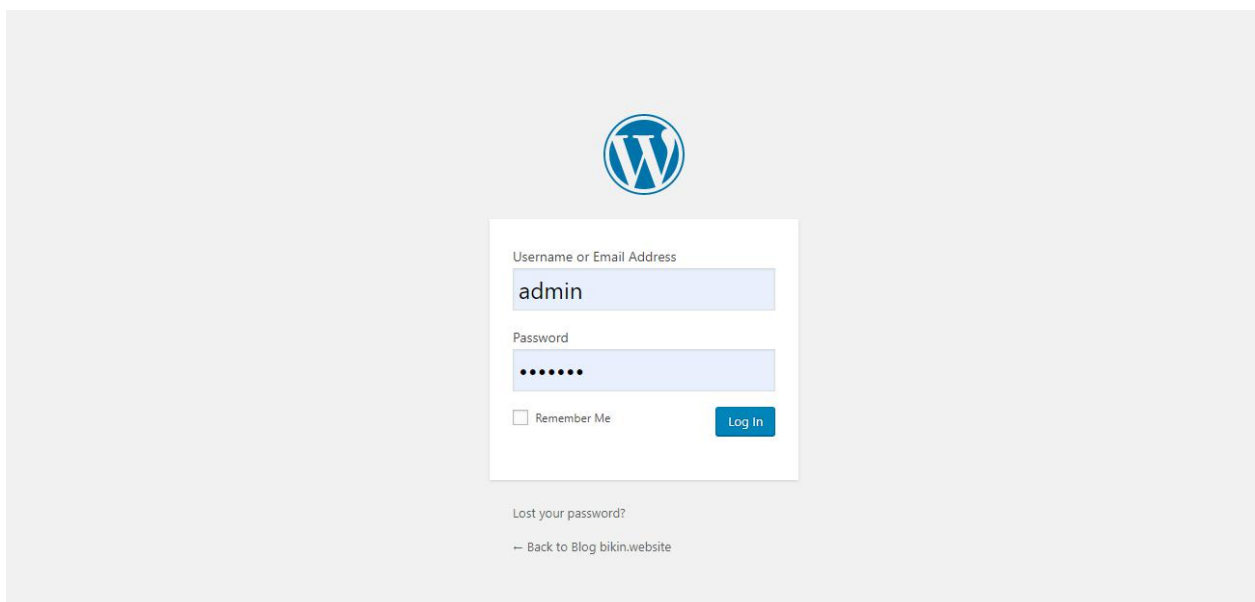 Username or Email Address
admin
Password
•••••••
Remember Me
Log In
Lost your password?
← Back to Blog bikin.website